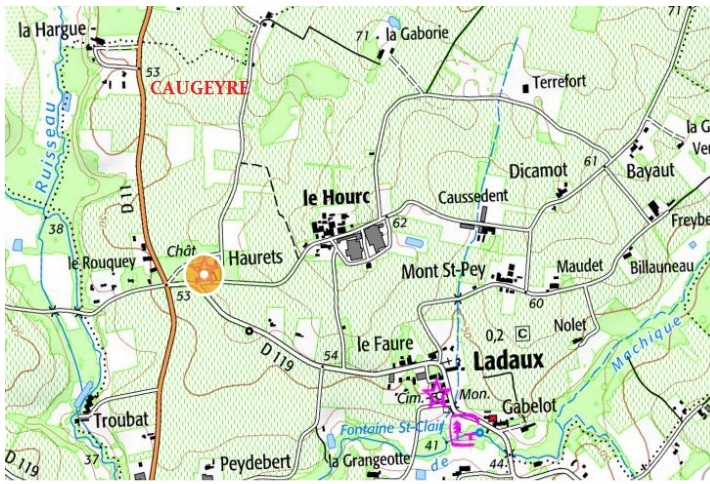 71
71
la Hargue
la Gaborie
53
CAUGEYRE
Terrefort
Ruisseau
D 11
61
la G
Ver
Dicamot
Bayaut
le Hourc
Caussedent
38
62
Freybe
Chât
Haurets
le Rouquey
Mont St-Pey
Maudet
Billauneau
53
60
Nolet
Machique
D 119
54
le Faure
0,2 C
Ladaux
Cim.
Mon.
Gabelot
Troubat
Fontaine St-Clair
41
37
Peydebert
la Grangeotte
de
44
D 119